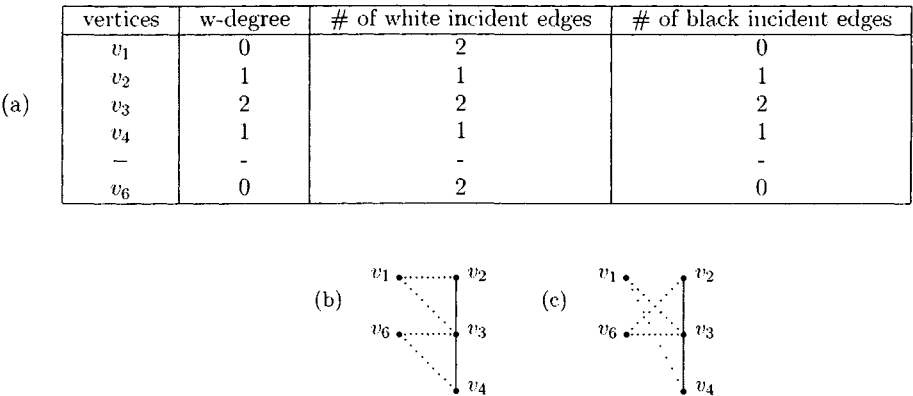 vertices w-degree # of white incident edges # of black incident edges
v₁ 0 2 0
v₂ 1 1 1
(a) v₃ 2 2 2
v₄ 1 1 1
– - - -
v₆ 0 2 0
v₁ v₂ v₁ v₂
(b) (c)
v₆ v₃ v₆ v₃
v₄ v₄